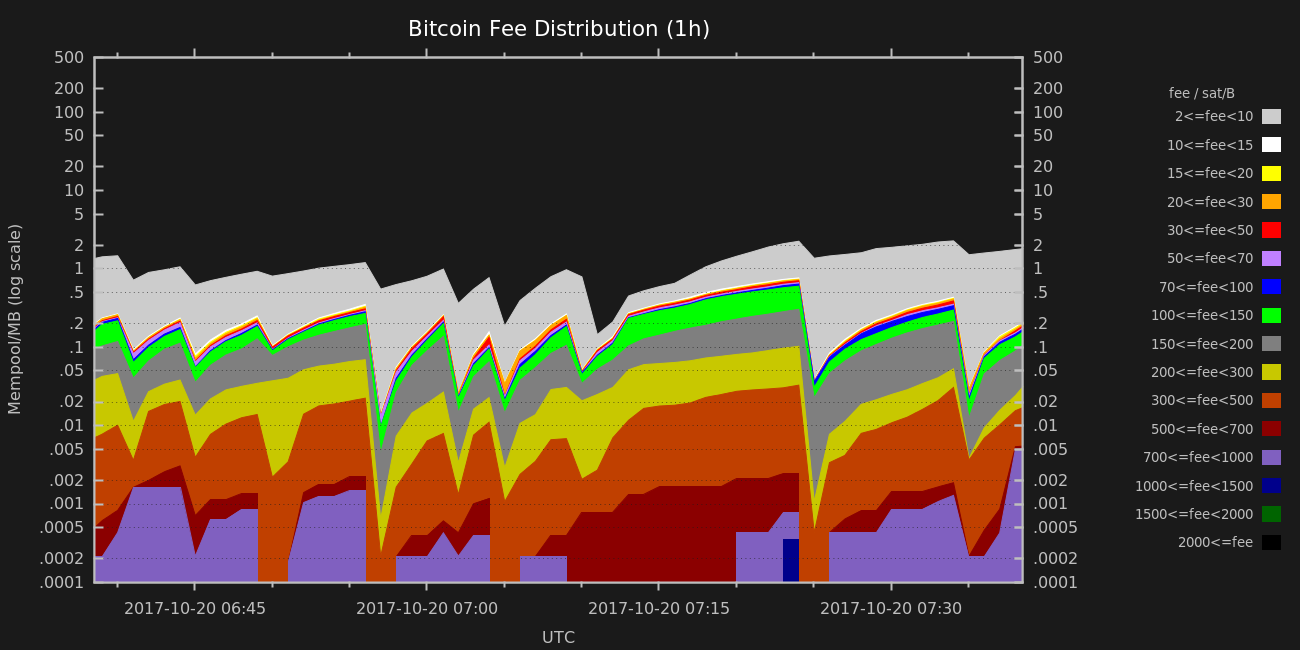 Bitcoin Fee Distribution (1h)
Mempool/MB (log scale)
500
200
100
50
20
10
5
2
1
.5
.2
.1
.05
.02
.01
.005
.002
.001
.0005
.0002
.0001
500
200
100
50
20
10
5
2
1
.5
.2
.1
.05
.02
.01
.005
.002
.001
.0005
.0002
.0001
2017-10-20 06:45
2017-10-20 07:00
2017-10-20 07:15
2017-10-20 07:30
UTC
fee / sat/B
2<=fee<10
10<=fee<15
15<=fee<20
20<=fee<30
30<=fee<50
50<=fee<70
70<=fee<100
100<=fee<150
150<=fee<200
200<=fee<300
300<=fee<500
500<=fee<700
700<=fee<1000
1000<=fee<1500
1500<=fee<2000
2000<=fee